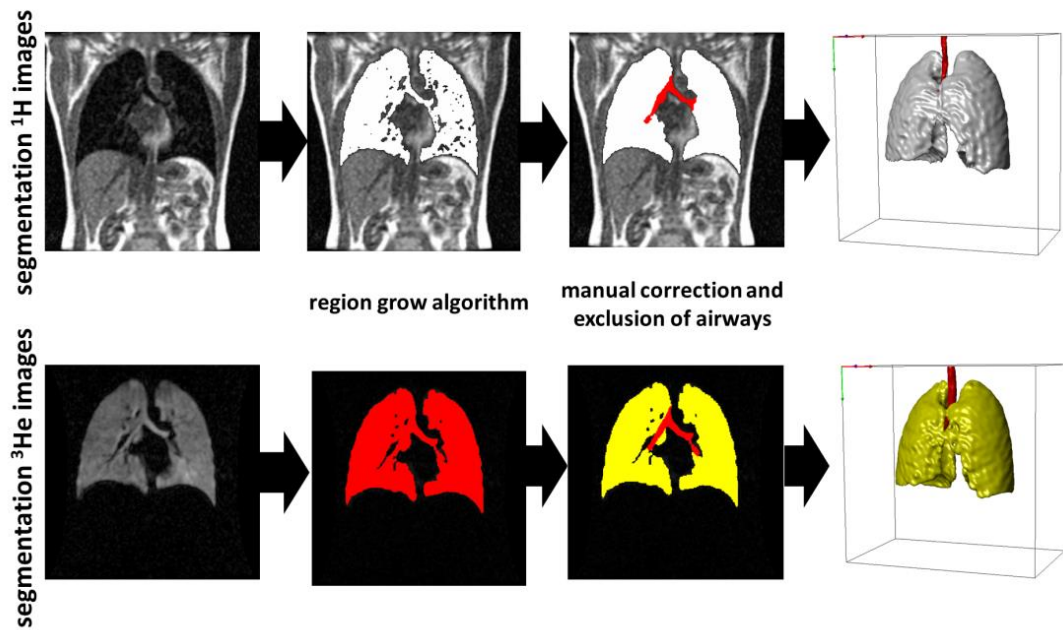 segmentation ¹H images
region grow algorithm
manual correction and
exclusion of airways
segmentation ³He images